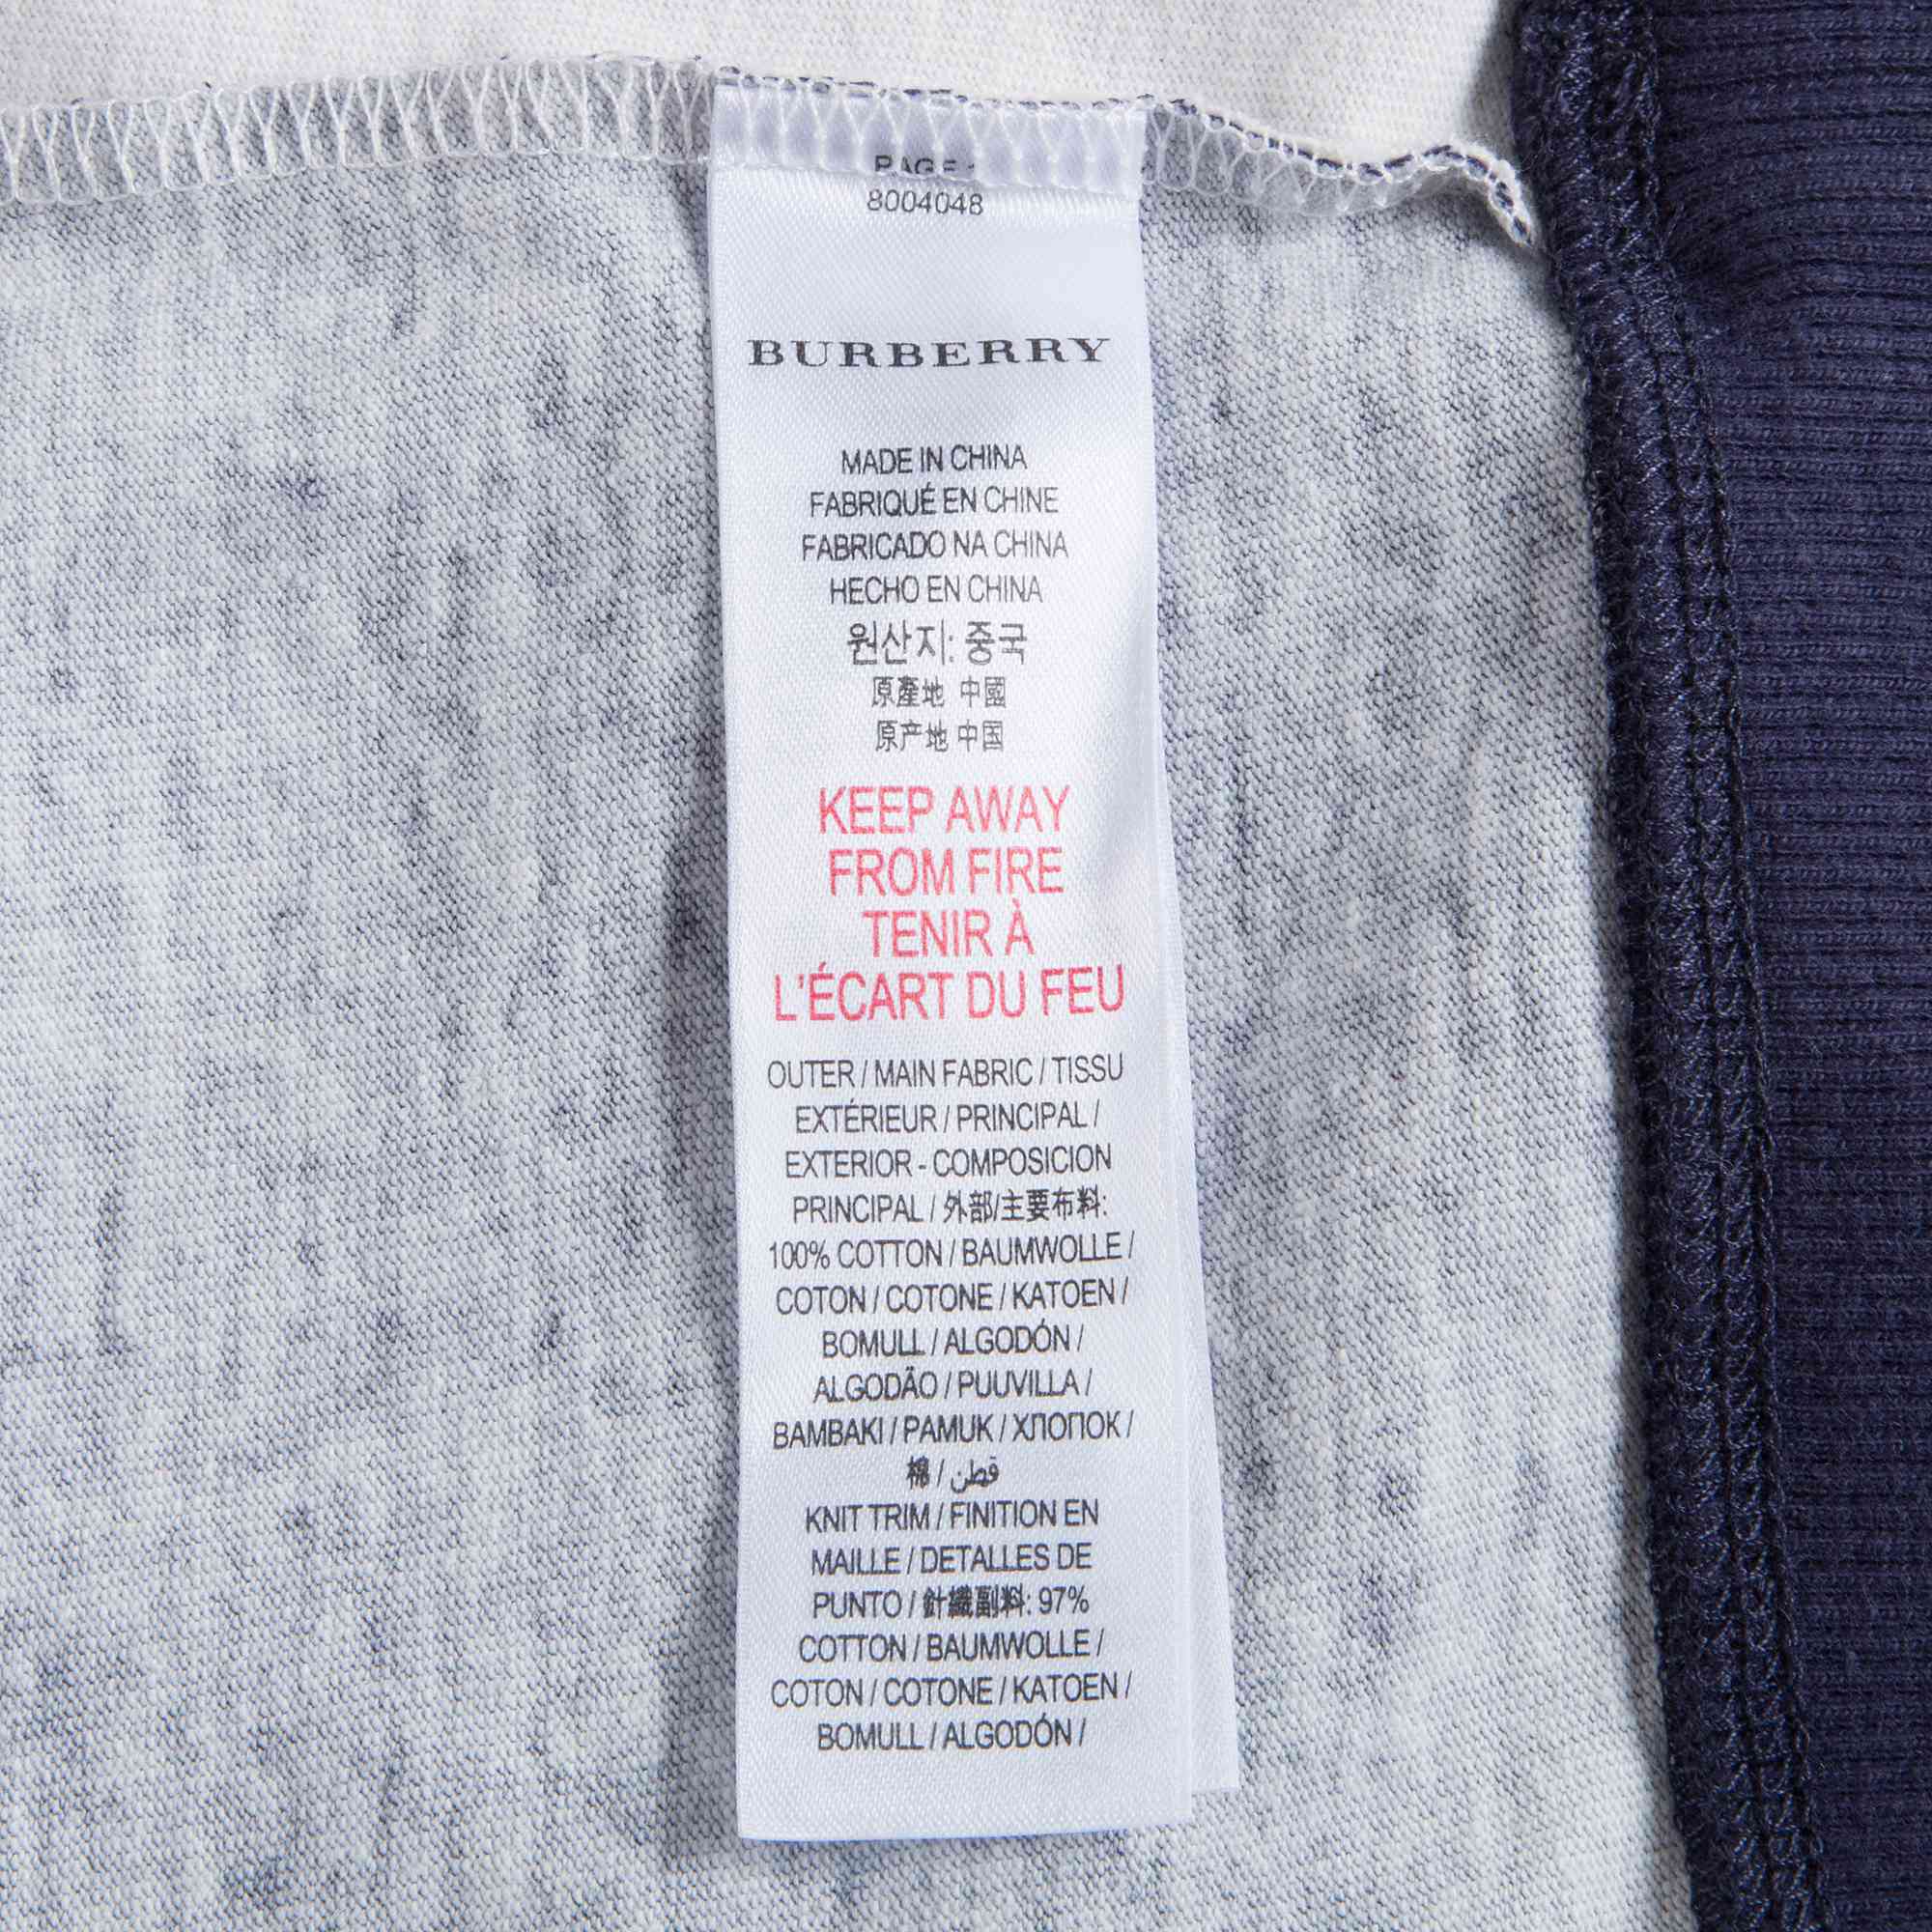 PAGE 1
8004048
BURBERRY
MADE IN CHINA
FABRIQUÉ EN CHINE
FABRICADO NA CHINA
HECHO EN CHINA
원산지: 중국
原產地 中國
原产地 中国
KEEP AWAY
FROM FIRE
TENIR À
L'ÉCART DU FEU
OUTER / MAIN FABRIC / TISSU
EXTÉRIEUR / PRINCIPAL /
EXTERIOR - COMPOSICION
PRINCIPAL / 外部/主要布料:
100% COTTON / BAUMWOLLE /
COTON / COTONE / KATOEN /
BOMULL / ALGODÓN /
ALGODÃO / PUUVILLA /
BAMBAKI / PAMUK / ХЛОПОК /
棉 / قطن
KNIT TRIM / FINITION EN
MAILLE / DETALLES DE
PUNTO / 針織副料: 97%
COTTON / BAUMWOLLE /
COTON / COTONE / KATOEN /
BOMULL / ALGODÓN /